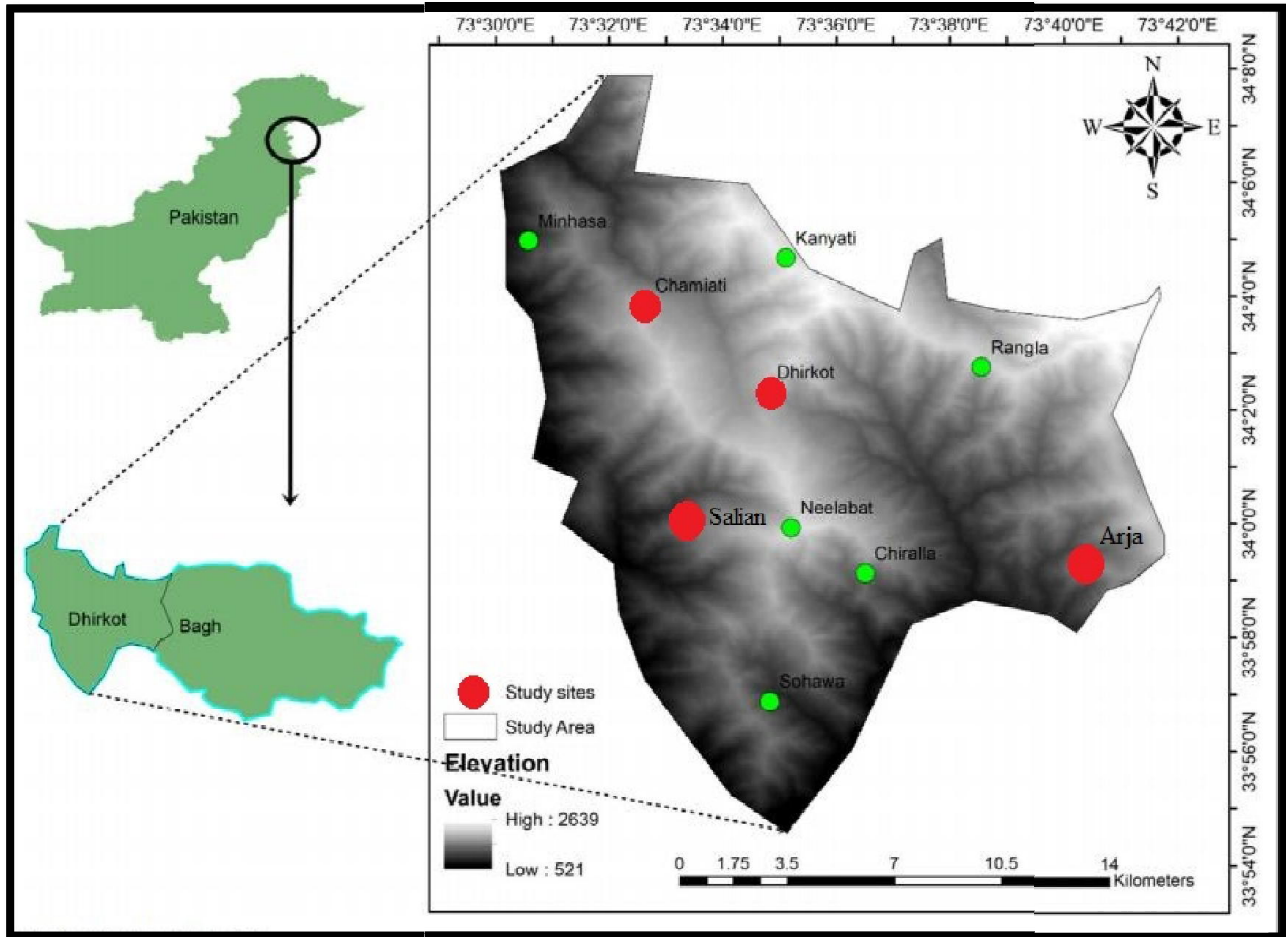 73°30'0"E 73°32'0"E 73°34'0"E 73°36'0"E 73°38'0"E 73°40'0"E 73°42'0"E
34°8'0"N
34°6'0"N
34°4'0"N
34°2'0"N
34°0'0"N
33°58'0"N
33°56'0"N
33°54'0"N
N
W E
S
Pakistan
Dhirkot
Bagh
Minhasa
Kanyati
Chamiati
Rangla
Dhirkot
Salian
Neelabat
Arja
Chiralla
Sohawa
Study sites
Study Area
Elevation
Value
High : 2639
Low : 521
0 1.75 3.5 7 10.5 14
Kilometers